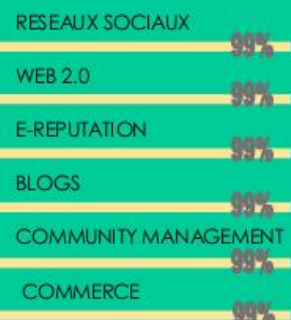 RESEAUX SOCIAUX
99%
WEB 2.0
99%
E-REPUTATION
99%
BLOGS
99%
COMMUNITY MANAGEMENT
99%
COMMERCE
99%